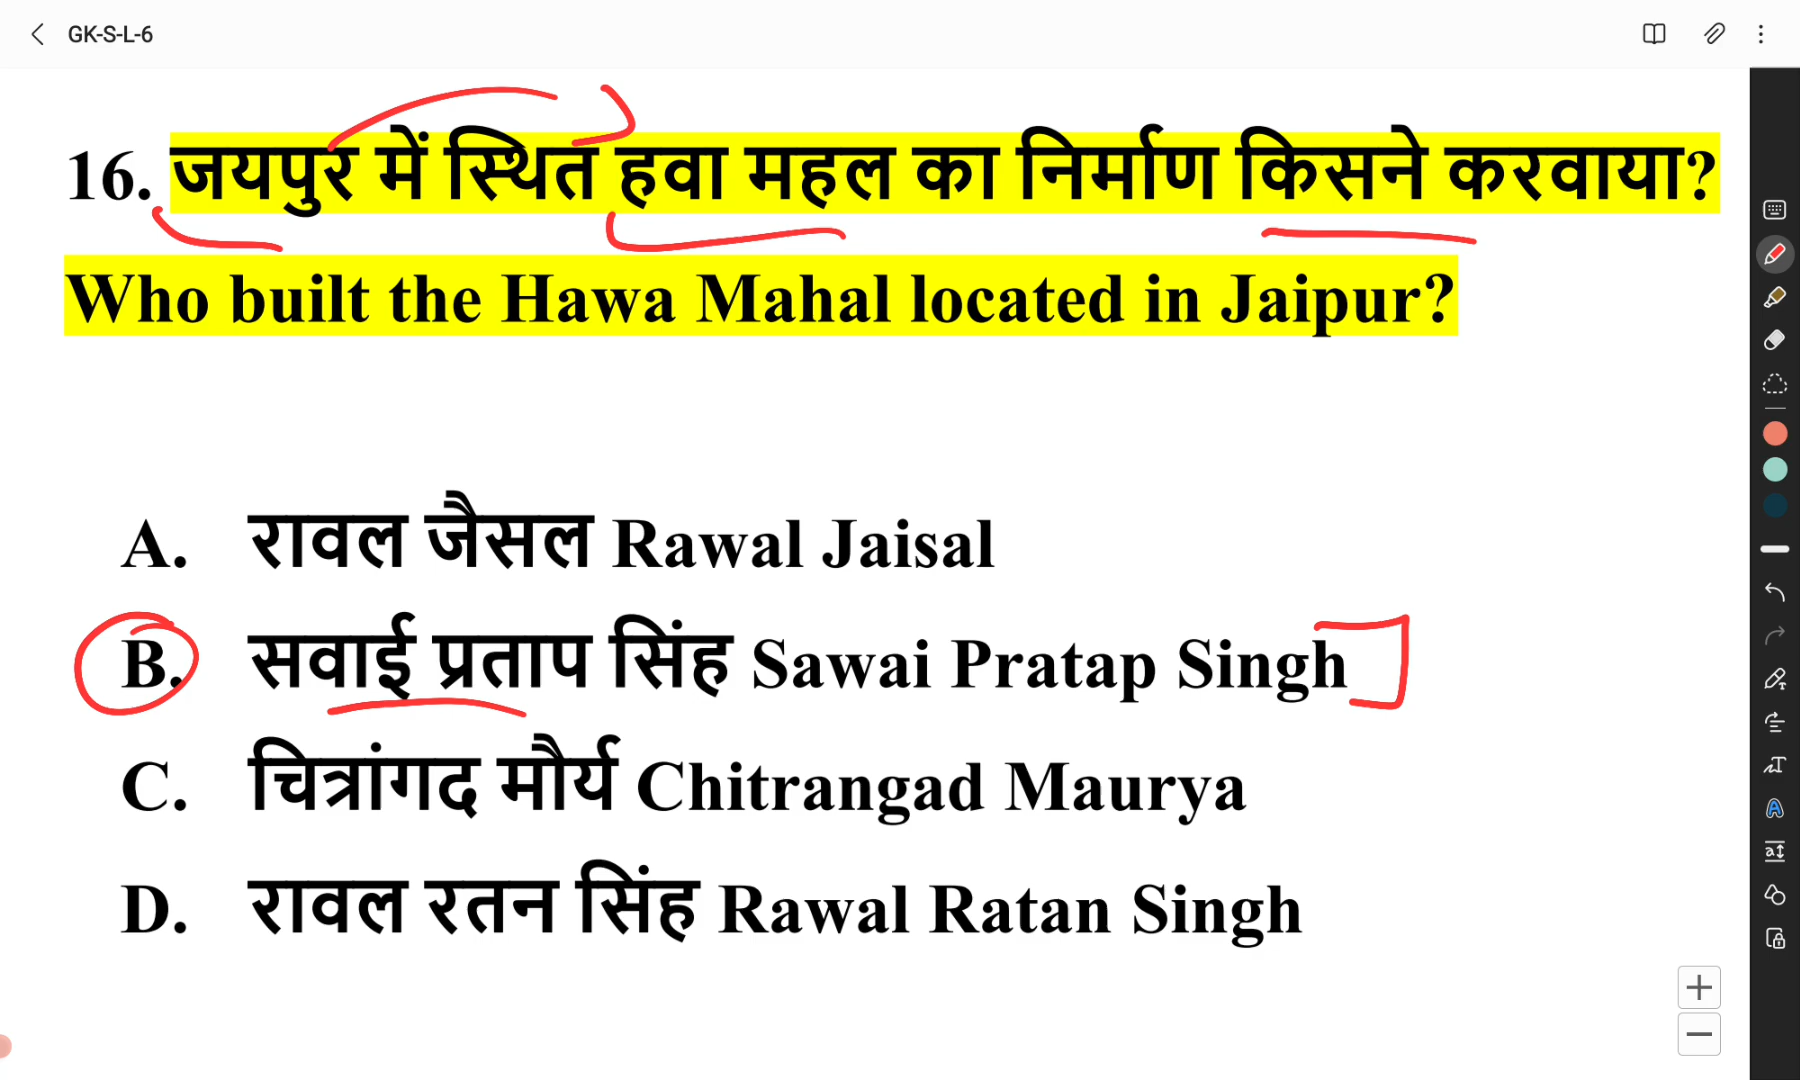 GK-S-L-6
16. जयपुर में स्थित हवा महल का निर्माण किसने करवाया?
Who built the Hawa Mahal located in Jaipur?
A. रावल जैसल Rawal Jaisal
B. सवाई प्रताप सिंह Sawai Pratap Singh
C. चित्रांगद मौर्य Chitrangad Maurya
D. रावल रतन सिंह Rawal Ratan Singh